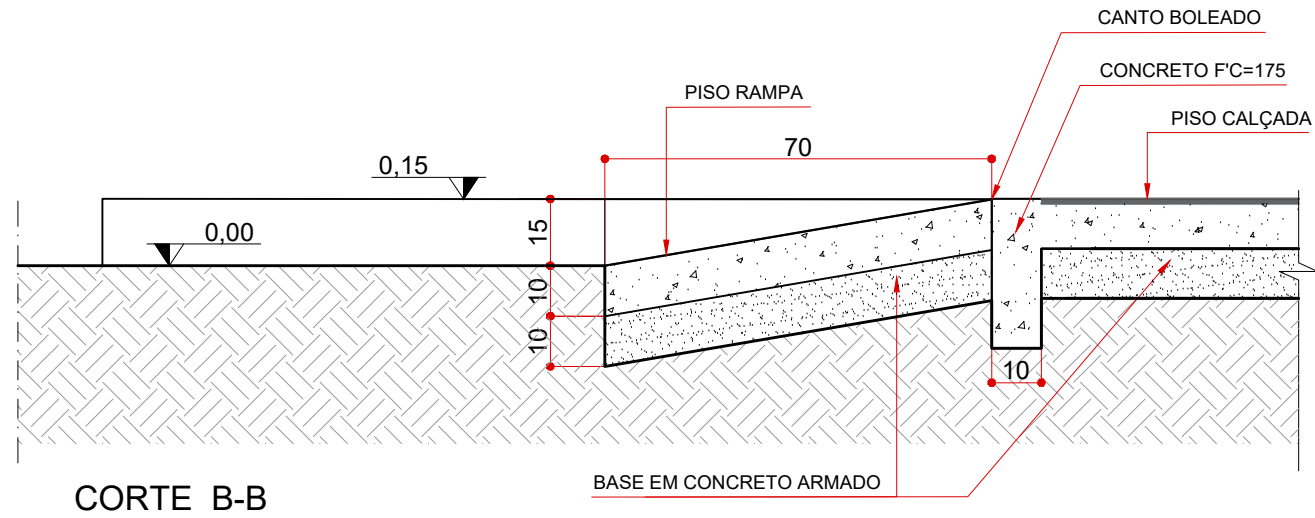 CANTO BOLEADO
CONCRETO F'C=175
PISO RAMPA
PISO CALÇADA
70
0,15
0,00
15
10
10
10
BASE EM CONCRETO ARMADO
CORTE B-B